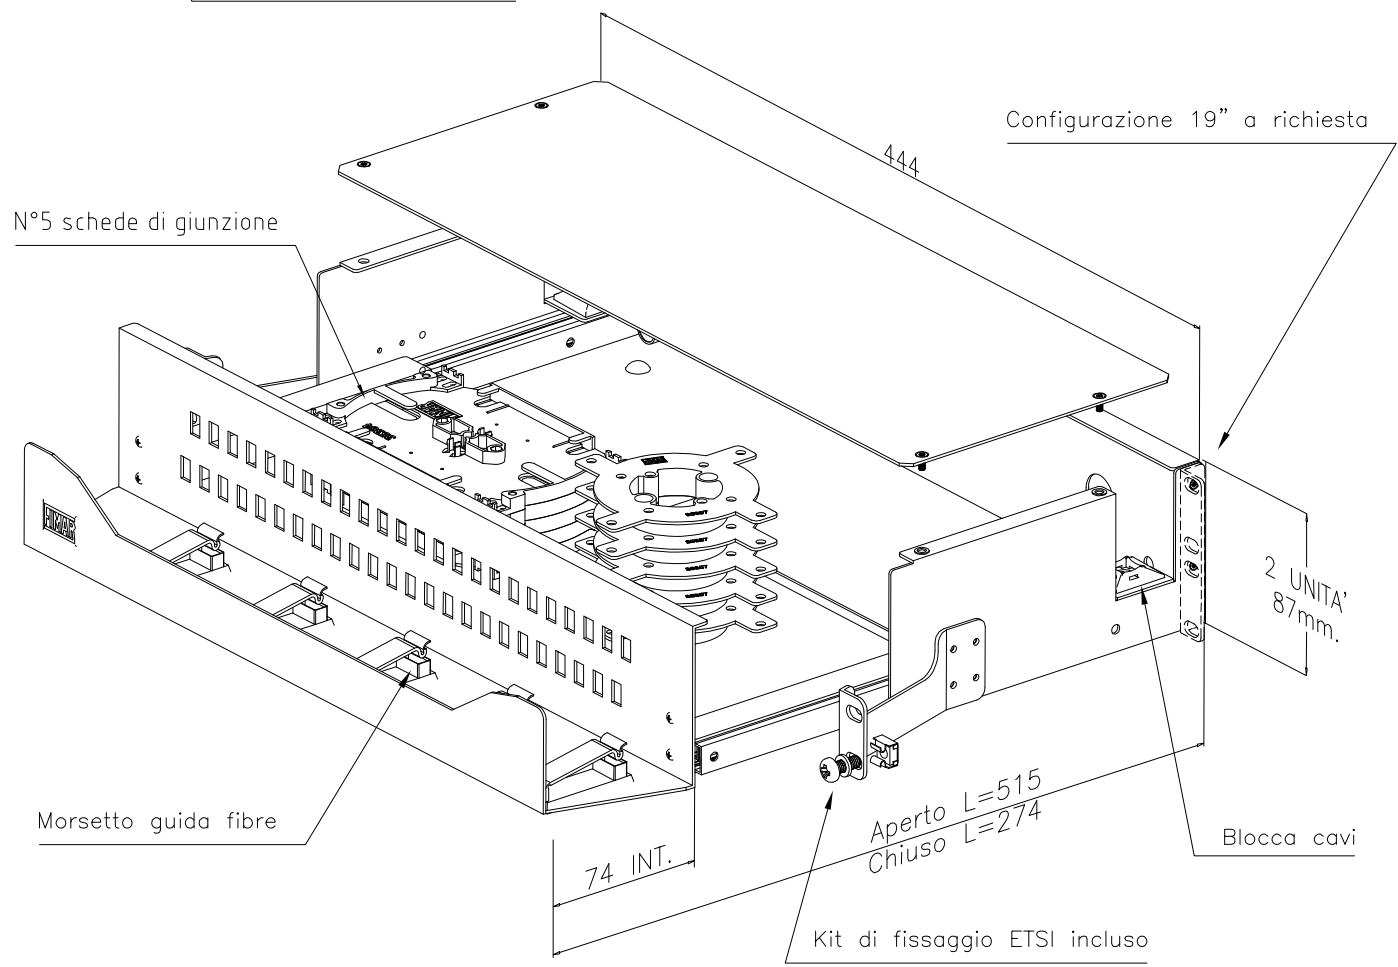 Configurazione 19" a richiesta
444
N°5 schede di giunzione
2 UNITA'
87mm.
Aperto L=515
Chiuso L=274
74 INT.
Morsetto guida fibre
Blocca cavi
Kit di fissaggio ETSI incluso